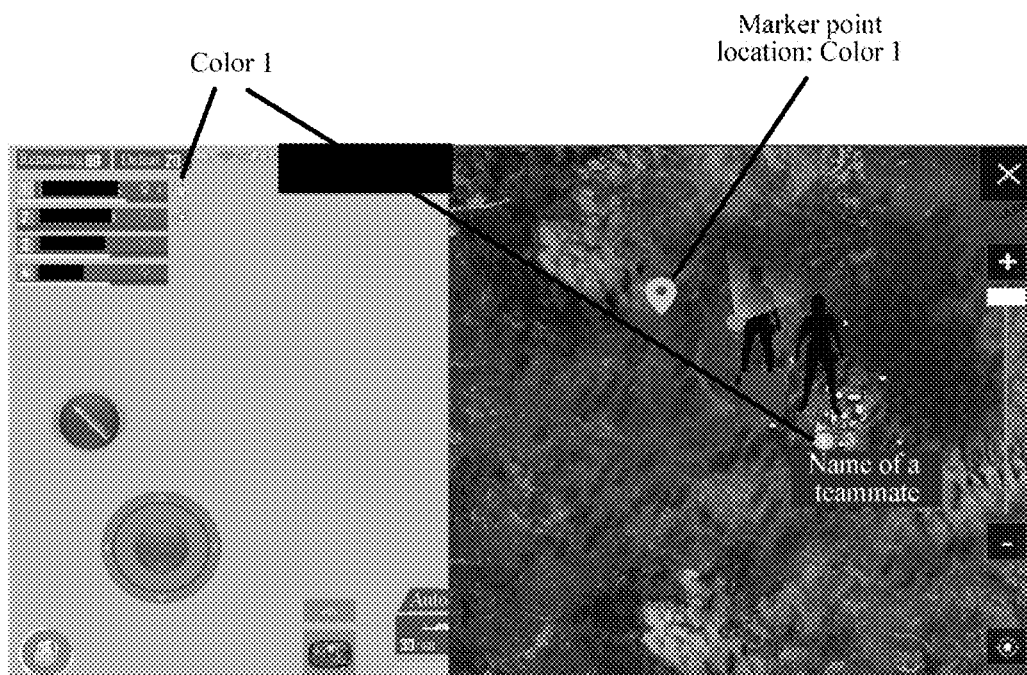 Marker point
location: Color 1
Color 1
Name of a
teammate